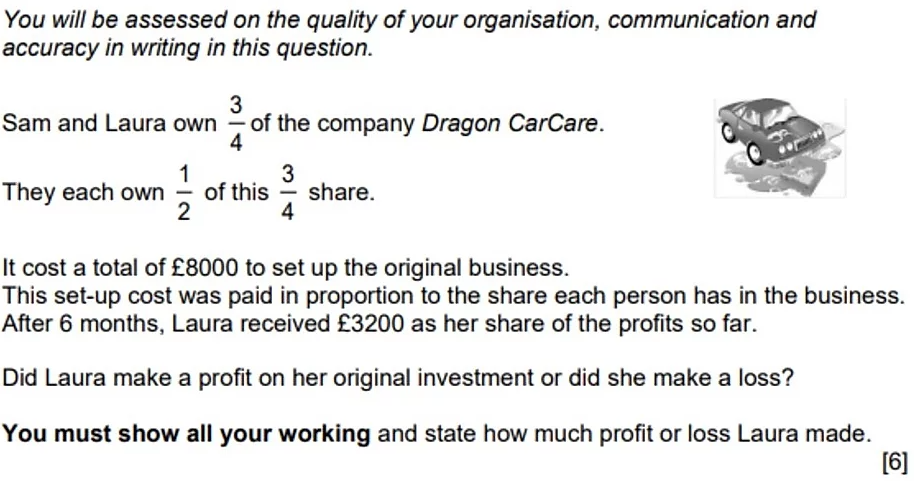 You will be assessed on the quality of your organisation, communication and
accuracy in writing in this question.
Sam and Laura own 3/4 of the company Dragon CarCare.
They each own 1/2 of this 3/4 share.
It cost a total of £8000 to set up the original business.
This set-up cost was paid in proportion to the share each person has in the business.
After 6 months, Laura received £3200 as her share of the profits so far.
Did Laura make a profit on her original investment or did she make a loss?
You must show all your working and state how much profit or loss Laura made.
[6]